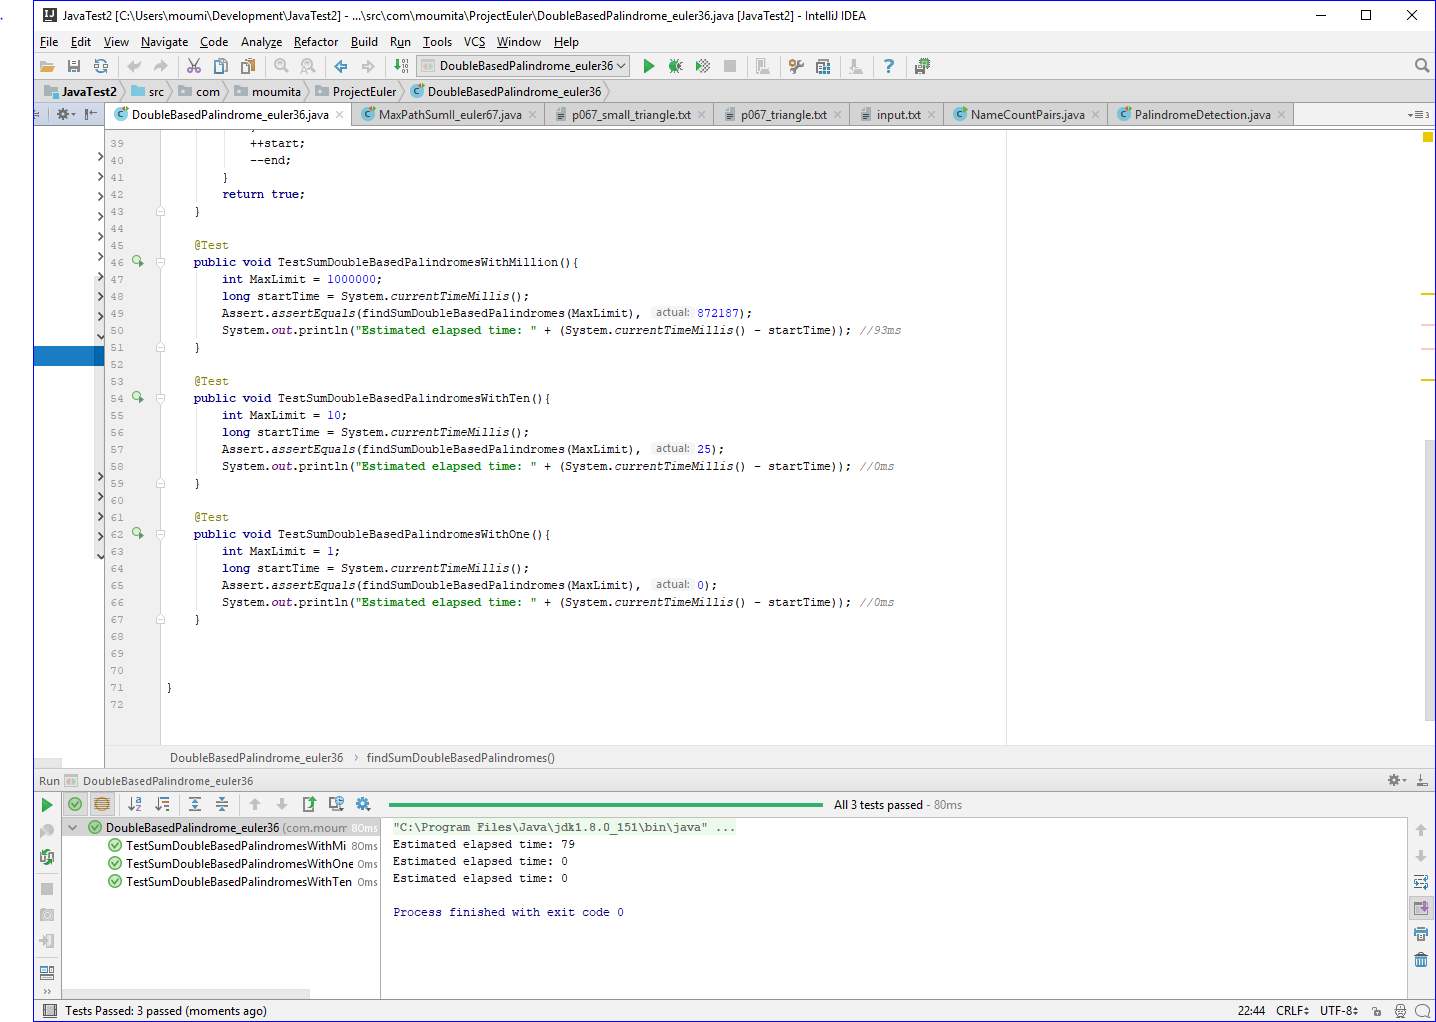 JavaTest2 [C:\Users\moumi\Development\JavaTest2] - ...\src\com\moumita\ProjectEuler\DoubleBasedPalindrome_euler36.java [JavaTest2] - IntelliJ IDEA
File Edit View Navigate Code Analyze Refactor Build Run Tools VCS Window Help
DoubleBasedPalindrome_euler36
JavaTest2 src com moumita ProjectEuler DoubleBasedPalindrome_euler36
DoubleBasedPalindrome_euler36.java MaxPathSumII_euler67.java p067_small_triangle.txt p067_triangle.txt input.txt NameCountPairs.java PalindromeDetection.java
39 ++start;
40 --end;
41 }
42 return true;
43 }
44
45 @Test
46 public void TestSumDoubleBasedPalindromesWithMillion(){
47 int MaxLimit = 1000000;
48 long startTime = System.currentTimeMillis();
49 Assert.assertEquals(findSumDoubleBasedPalindromes(MaxLimit), actual: 872187);
50 System.out.println("Estimated elapsed time: " + (System.currentTimeMillis() - startTime)); //93ms
51 }
52
53 @Test
54 public void TestSumDoubleBasedPalindromesWithTen(){
55 int MaxLimit = 10;
56 long startTime = System.currentTimeMillis();
57 Assert.assertEquals(findSumDoubleBasedPalindromes(MaxLimit), actual: 25);
58 System.out.println("Estimated elapsed time: " + (System.currentTimeMillis() - startTime)); //0ms
59 }
60
61 @Test
62 public void TestSumDoubleBasedPalindromesWithOne(){
63 int MaxLimit = 1;
64 long startTime = System.currentTimeMillis();
65 Assert.assertEquals(findSumDoubleBasedPalindromes(MaxLimit), actual: 0);
66 System.out.println("Estimated elapsed time: " + (System.currentTimeMillis() - startTime)); //0ms
67 }
68
69
70
71 }
72
DoubleBasedPalindrome_euler36 › findSumDoubleBasedPalindromes()
Run DoubleBasedPalindrome_euler36
All 3 tests passed - 80ms
DoubleBasedPalindrome_euler36 (com.moum 80ms
TestSumDoubleBasedPalindromesWithMi 80ms
TestSumDoubleBasedPalindromesWithOne 0ms
TestSumDoubleBasedPalindromesWithTen 0ms
"C:\Program Files\Java\jdk1.8.0_151\bin\java" ...
Estimated elapsed time: 79
Estimated elapsed time: 0
Estimated elapsed time: 0
Process finished with exit code 0
Tests Passed: 3 passed (moments ago) 22:44 CRLF UTF-8